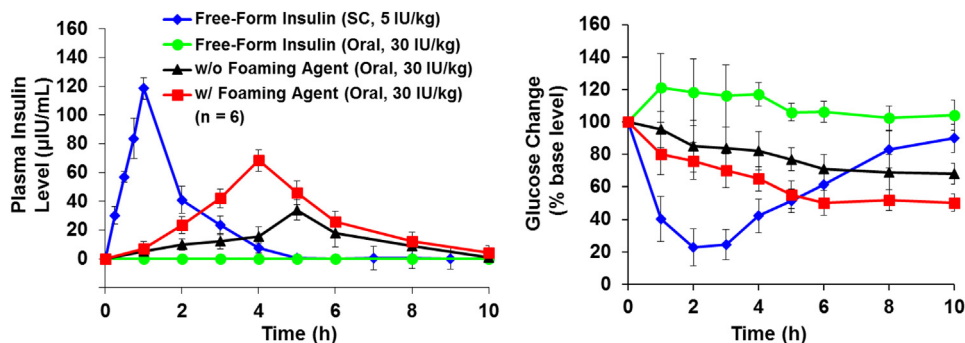 Free-Form Insulin (SC, 5 IU/kg)
Free-Form Insulin (Oral, 30 IU/kg)
w/o Foaming Agent (Oral, 30 IU/kg)
w/ Foaming Agent (Oral, 30 IU/kg)
(n = 6)
Plasma Insulin
Level (µIU/mL)
160
140
120
100
80
60
40
20
0
0 2 4 6 8 10
Time (h)
Glucose Change
(% base level)
160
140
120
100
80
60
40
20
0
0 2 4 6 8 10
Time (h)